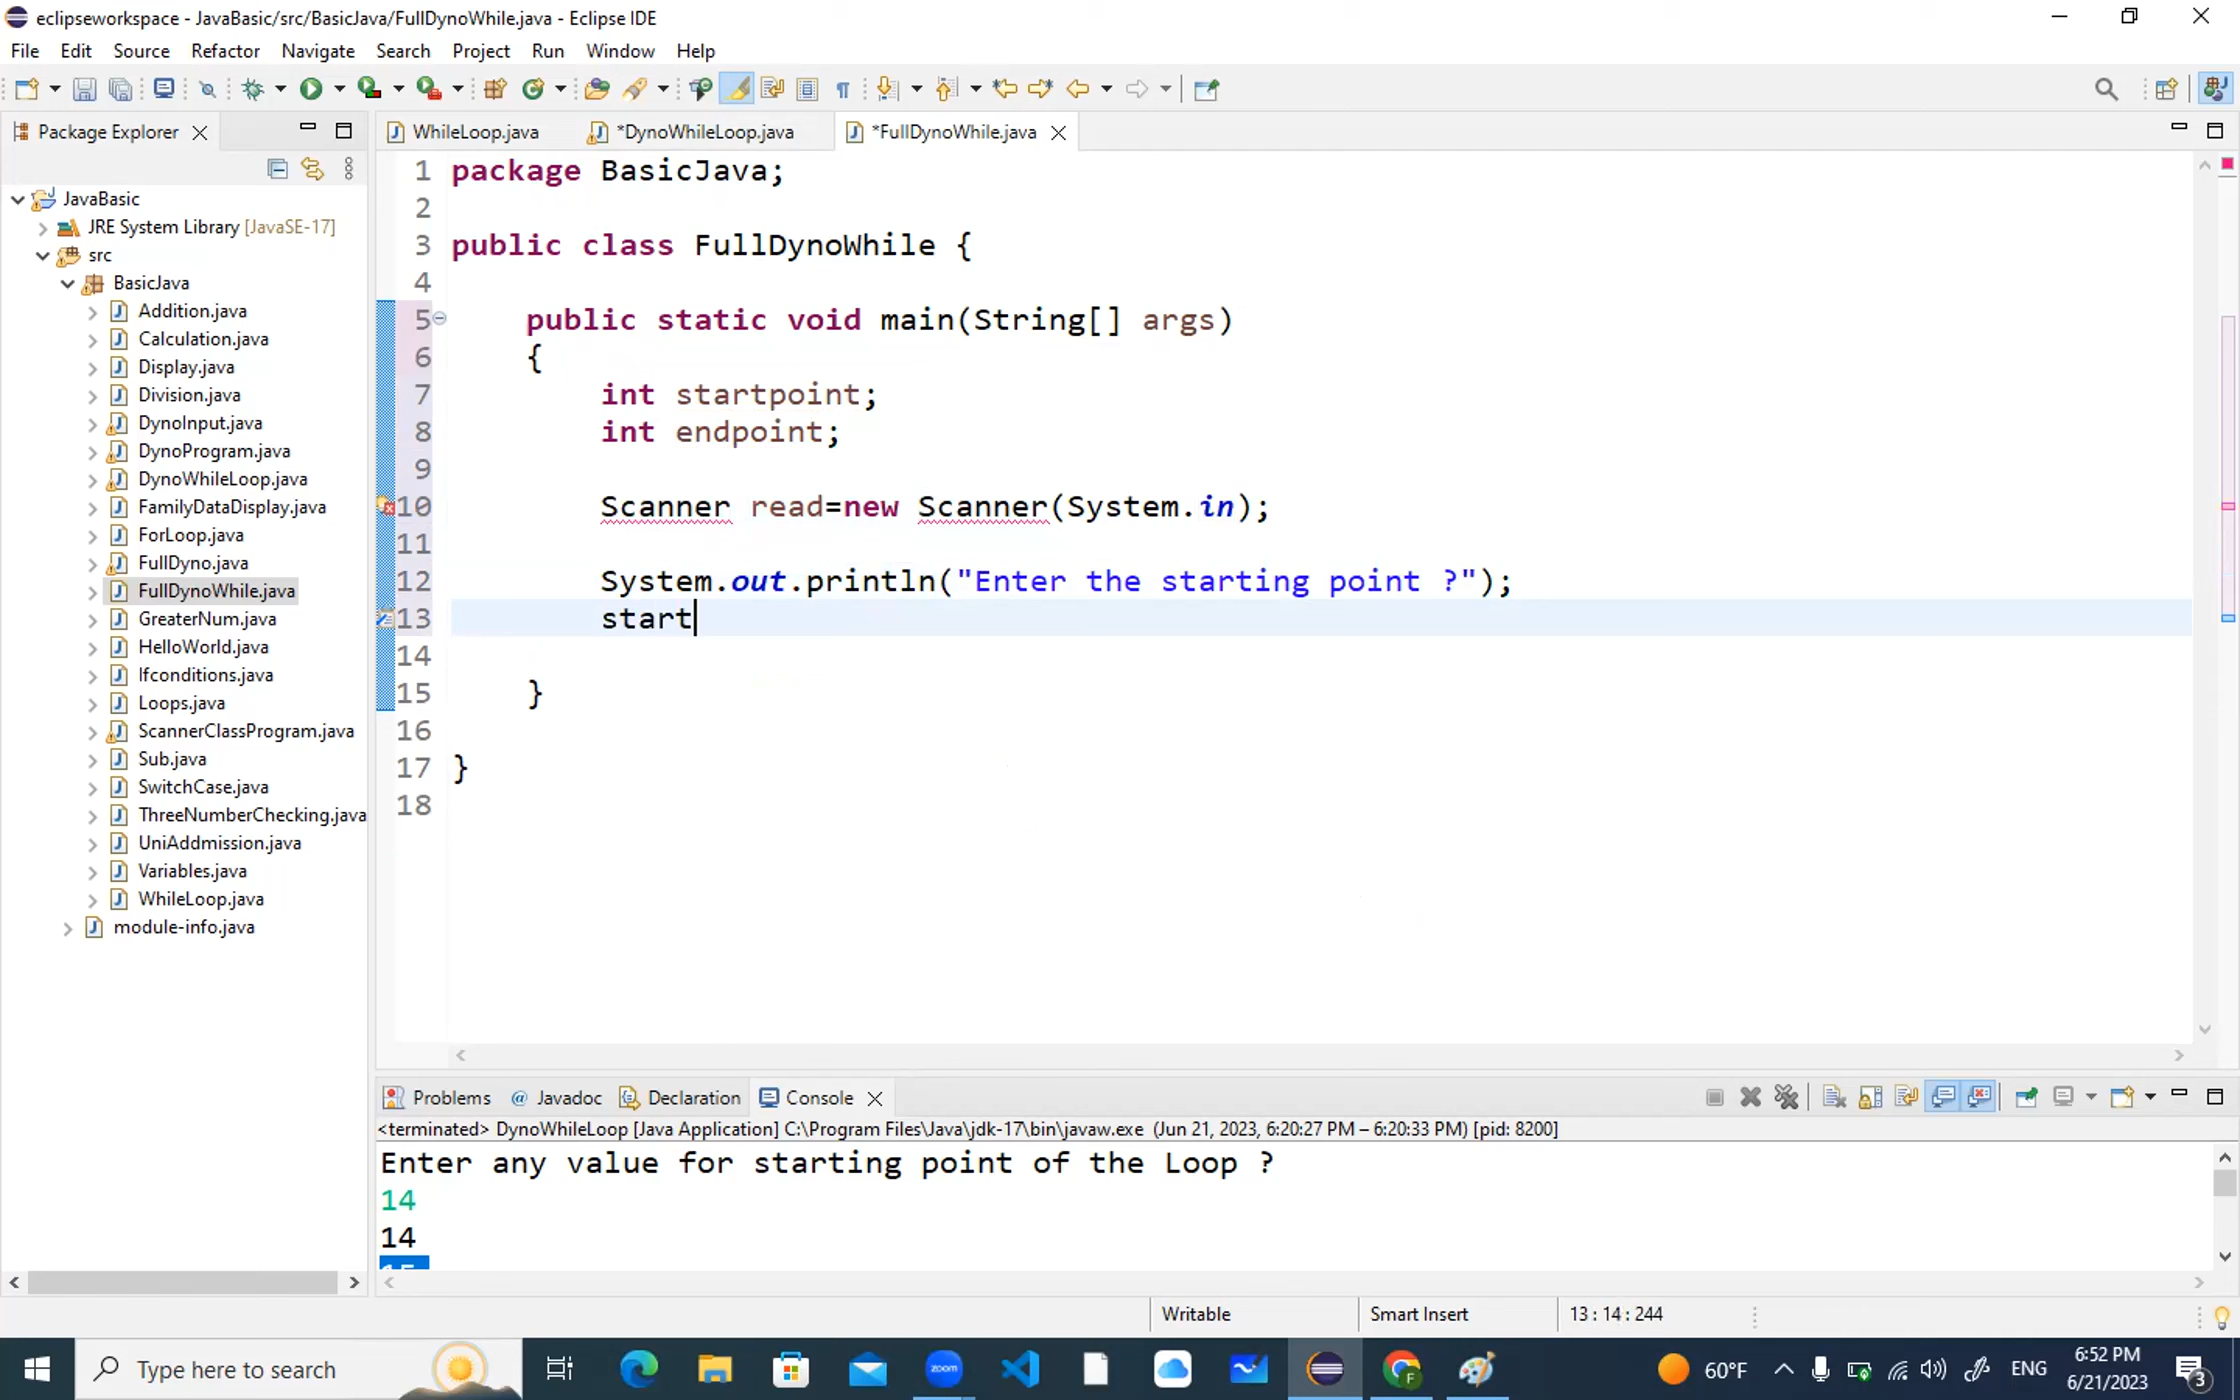 eclipseworkspace - JavaBasic/src/BasicJava/FullDynoWhile.java - Eclipse IDE
File Edit Source Refactor Navigate Search Project Run Window Help
Package Explorer
WhileLoop.java *DynoWhileLoop.java *FullDynoWhile.java
JavaBasic
JRE System Library [JavaSE-17]
src
BasicJava
Addition.java
Calculation.java
Display.java
Division.java
DynoInput.java
DynoProgram.java
DynoWhileLoop.java
FamilyDataDisplay.java
ForLoop.java
FullDyno.java
FullDynoWhile.java
GreaterNum.java
HelloWorld.java
Ifconditions.java
Loops.java
ScannerClassProgram.java
Sub.java
SwitchCase.java
ThreeNumberChecking.java
UniAddmission.java
Variables.java
WhileLoop.java
module-info.java
1 package BasicJava;
2
3 public class FullDynoWhile {
4
5 public static void main(String[] args)
6 {
7 int startpoint;
8 int endpoint;
9
10 Scanner read=new Scanner(System.in);
11
12 System.out.println("Enter the starting point ?");
13 start
14
15 }
16
17 }
18
Problems @ Javadoc Declaration Console
<terminated> DynoWhileLoop [Java Application] C:\Program Files\Java\jdk-17\bin\javaw.exe (Jun 21, 2023, 6:20:27 PM – 6:20:33 PM) [pid: 8200]
Enter any value for starting point of the Loop ?
14
14
Writable Smart Insert 13 : 14 : 244
Type here to search
zoom
60°F
ENG
6:52 PM
6/21/2023
3